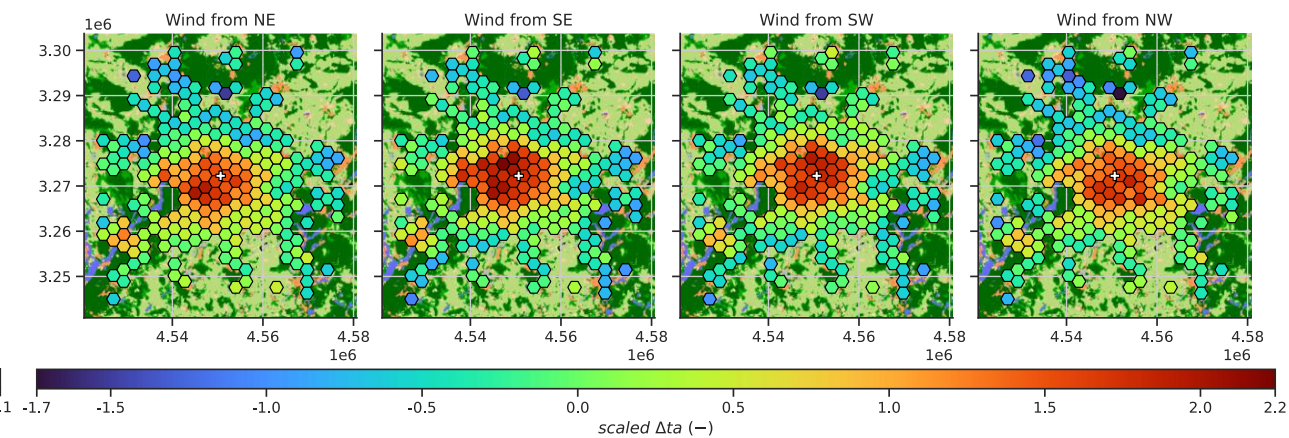 Wind from NE
Wind from SE
Wind from SW
Wind from NW
1e6
3.30
3.29
3.28
3.27
3.26
3.25
4.54 4.56 4.58
1e6
4.54 4.56 4.58
1e6
4.54 4.56 4.58
1e6
4.54 4.56 4.58
1e6
.1 -1.7 -1.5 -1.0 -0.5 0.0 0.5 1.0 1.5 2.0 2.2
scaled Δta (−)